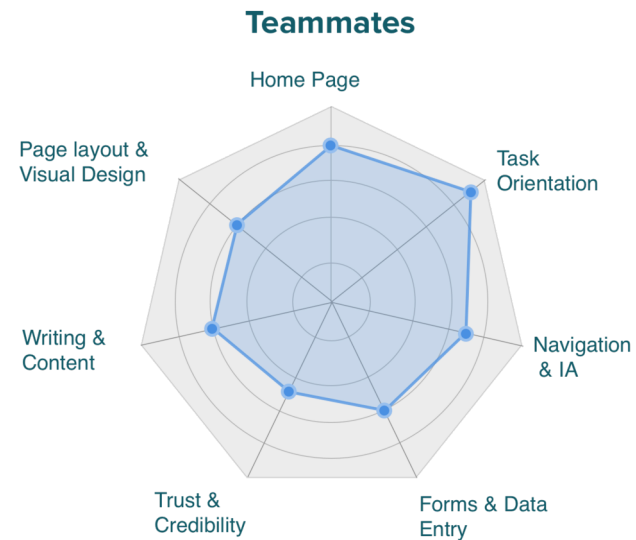 Teammates
Home Page
Task
Orientation
Navigation
& IA
Forms & Data
Entry
Trust &
Credibility
Writing &
Content
Page layout &
Visual Design